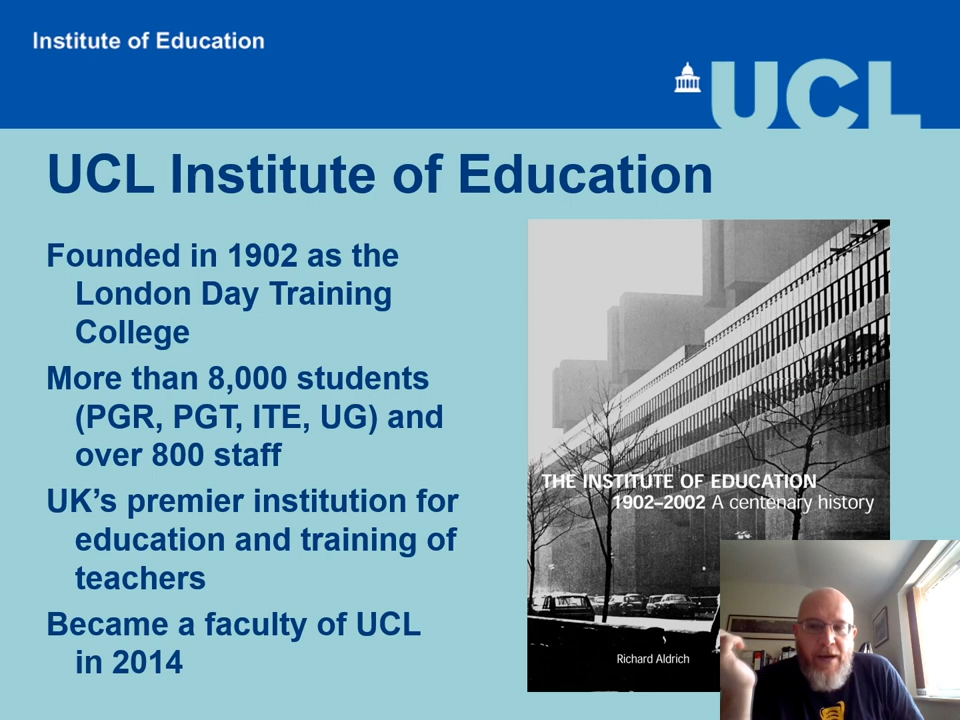 Institute of Education
UCL
UCL Institute of Education
Founded in 1902 as the
London Day Training
College
More than 8,000 students
(PGR, PGT, ITE, UG) and
over 800 staff
UK’s premier institution for
education and training of
teachers
Became a faculty of UCL
in 2014
THE INSTITUTE OF EDUCATION
1902–2002 A centenary history
Richard Aldrich